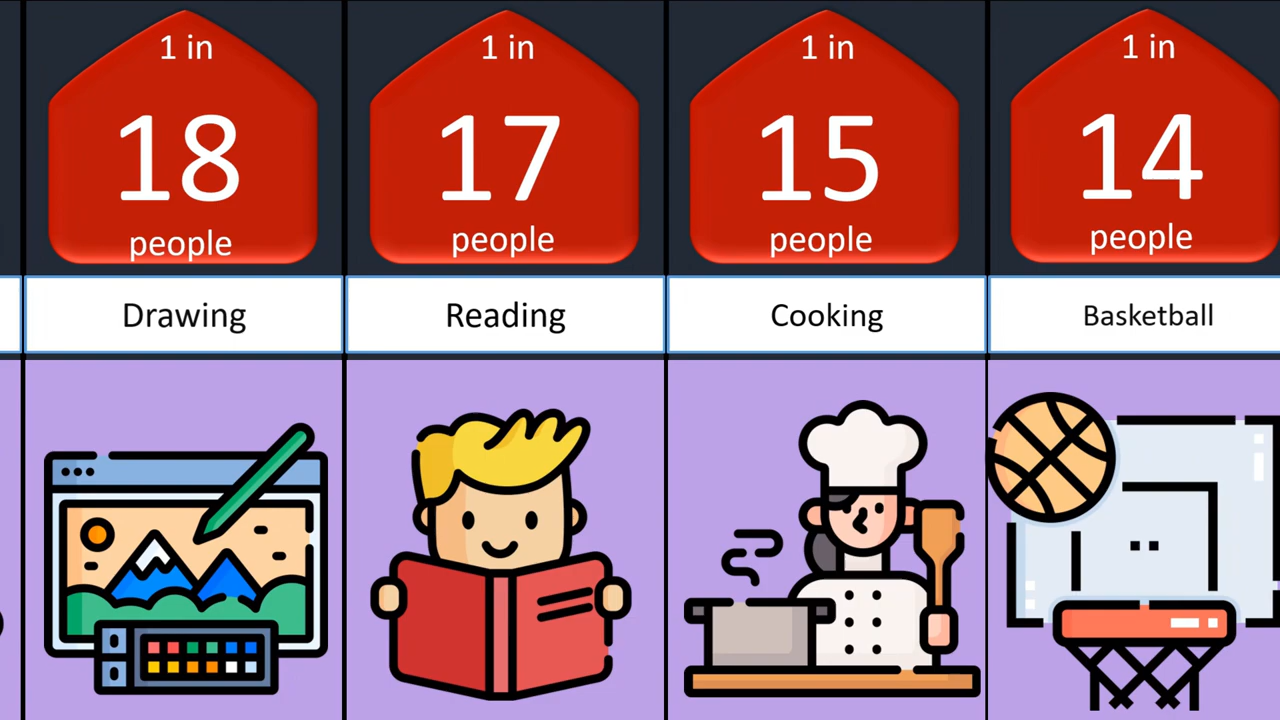 1 in
18
people
Drawing
1 in
17
people
Reading
1 in
15
people
Cooking
1 in
14
people
Basketball